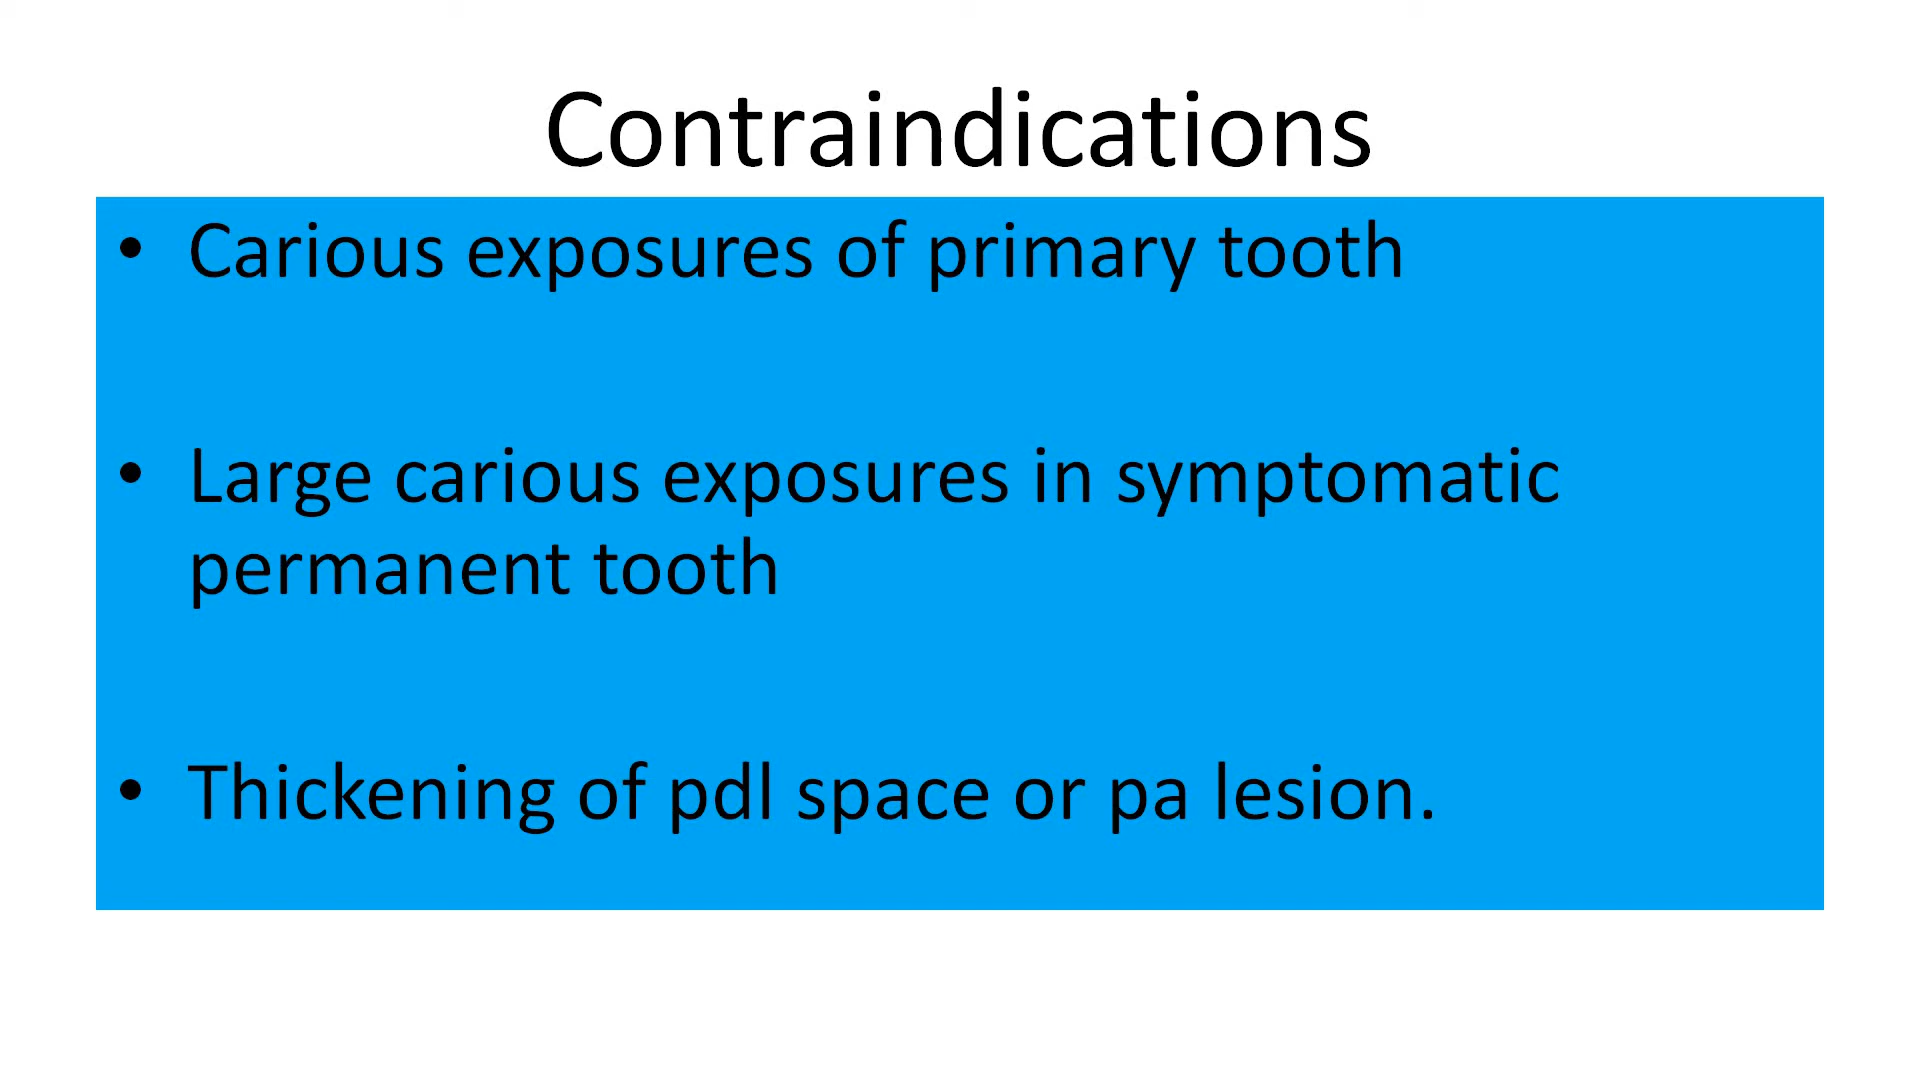 Contraindications
• Carious exposures of primary tooth
• Large carious exposures in symptomatic
permanent tooth
• Thickening of pdl space or pa lesion.